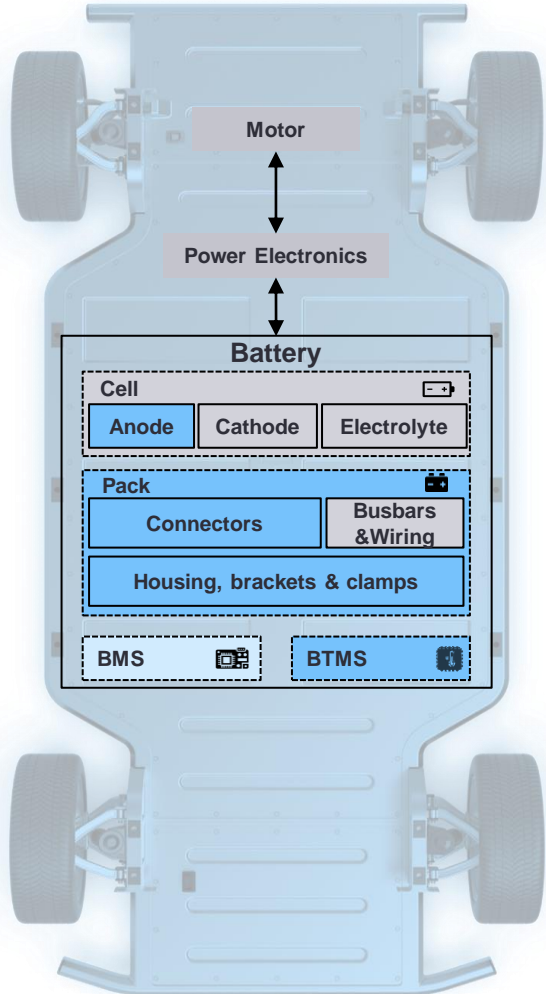 Motor
Power Electronics
Battery
Cell
- +
Anode
Cathode
Electrolyte
Pack
- +
Connectors
Busbars
&Wiring
Housing, brackets & clamps
BMS
BTMS